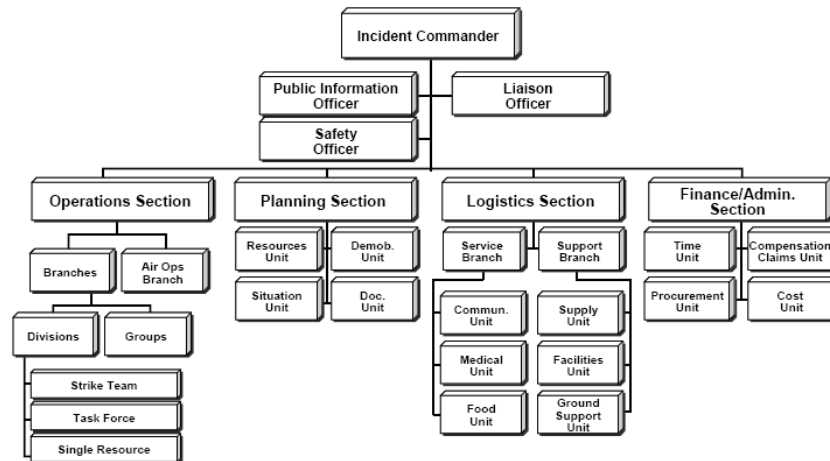 Incident Commander
Public Information
Officer
Liaison
Officer
Safety
Officer
Operations Section
Planning Section
Logistics Section
Finance/Admin.
Section
Branches
Air Ops
Branch
Resources
Unit
Demob.
Unit
Service
Branch
Support
Branch
Time
Unit
Compensation
Claims Unit
Situation
Unit
Doc.
Unit
Procurement
Unit
Cost
Unit
Divisions
Groups
Commun.
Unit
Supply
Unit
Strike Team
Task Force
Single Resource
Medical
Unit
Facilities
Unit
Food
Unit
Ground
Support
Unit